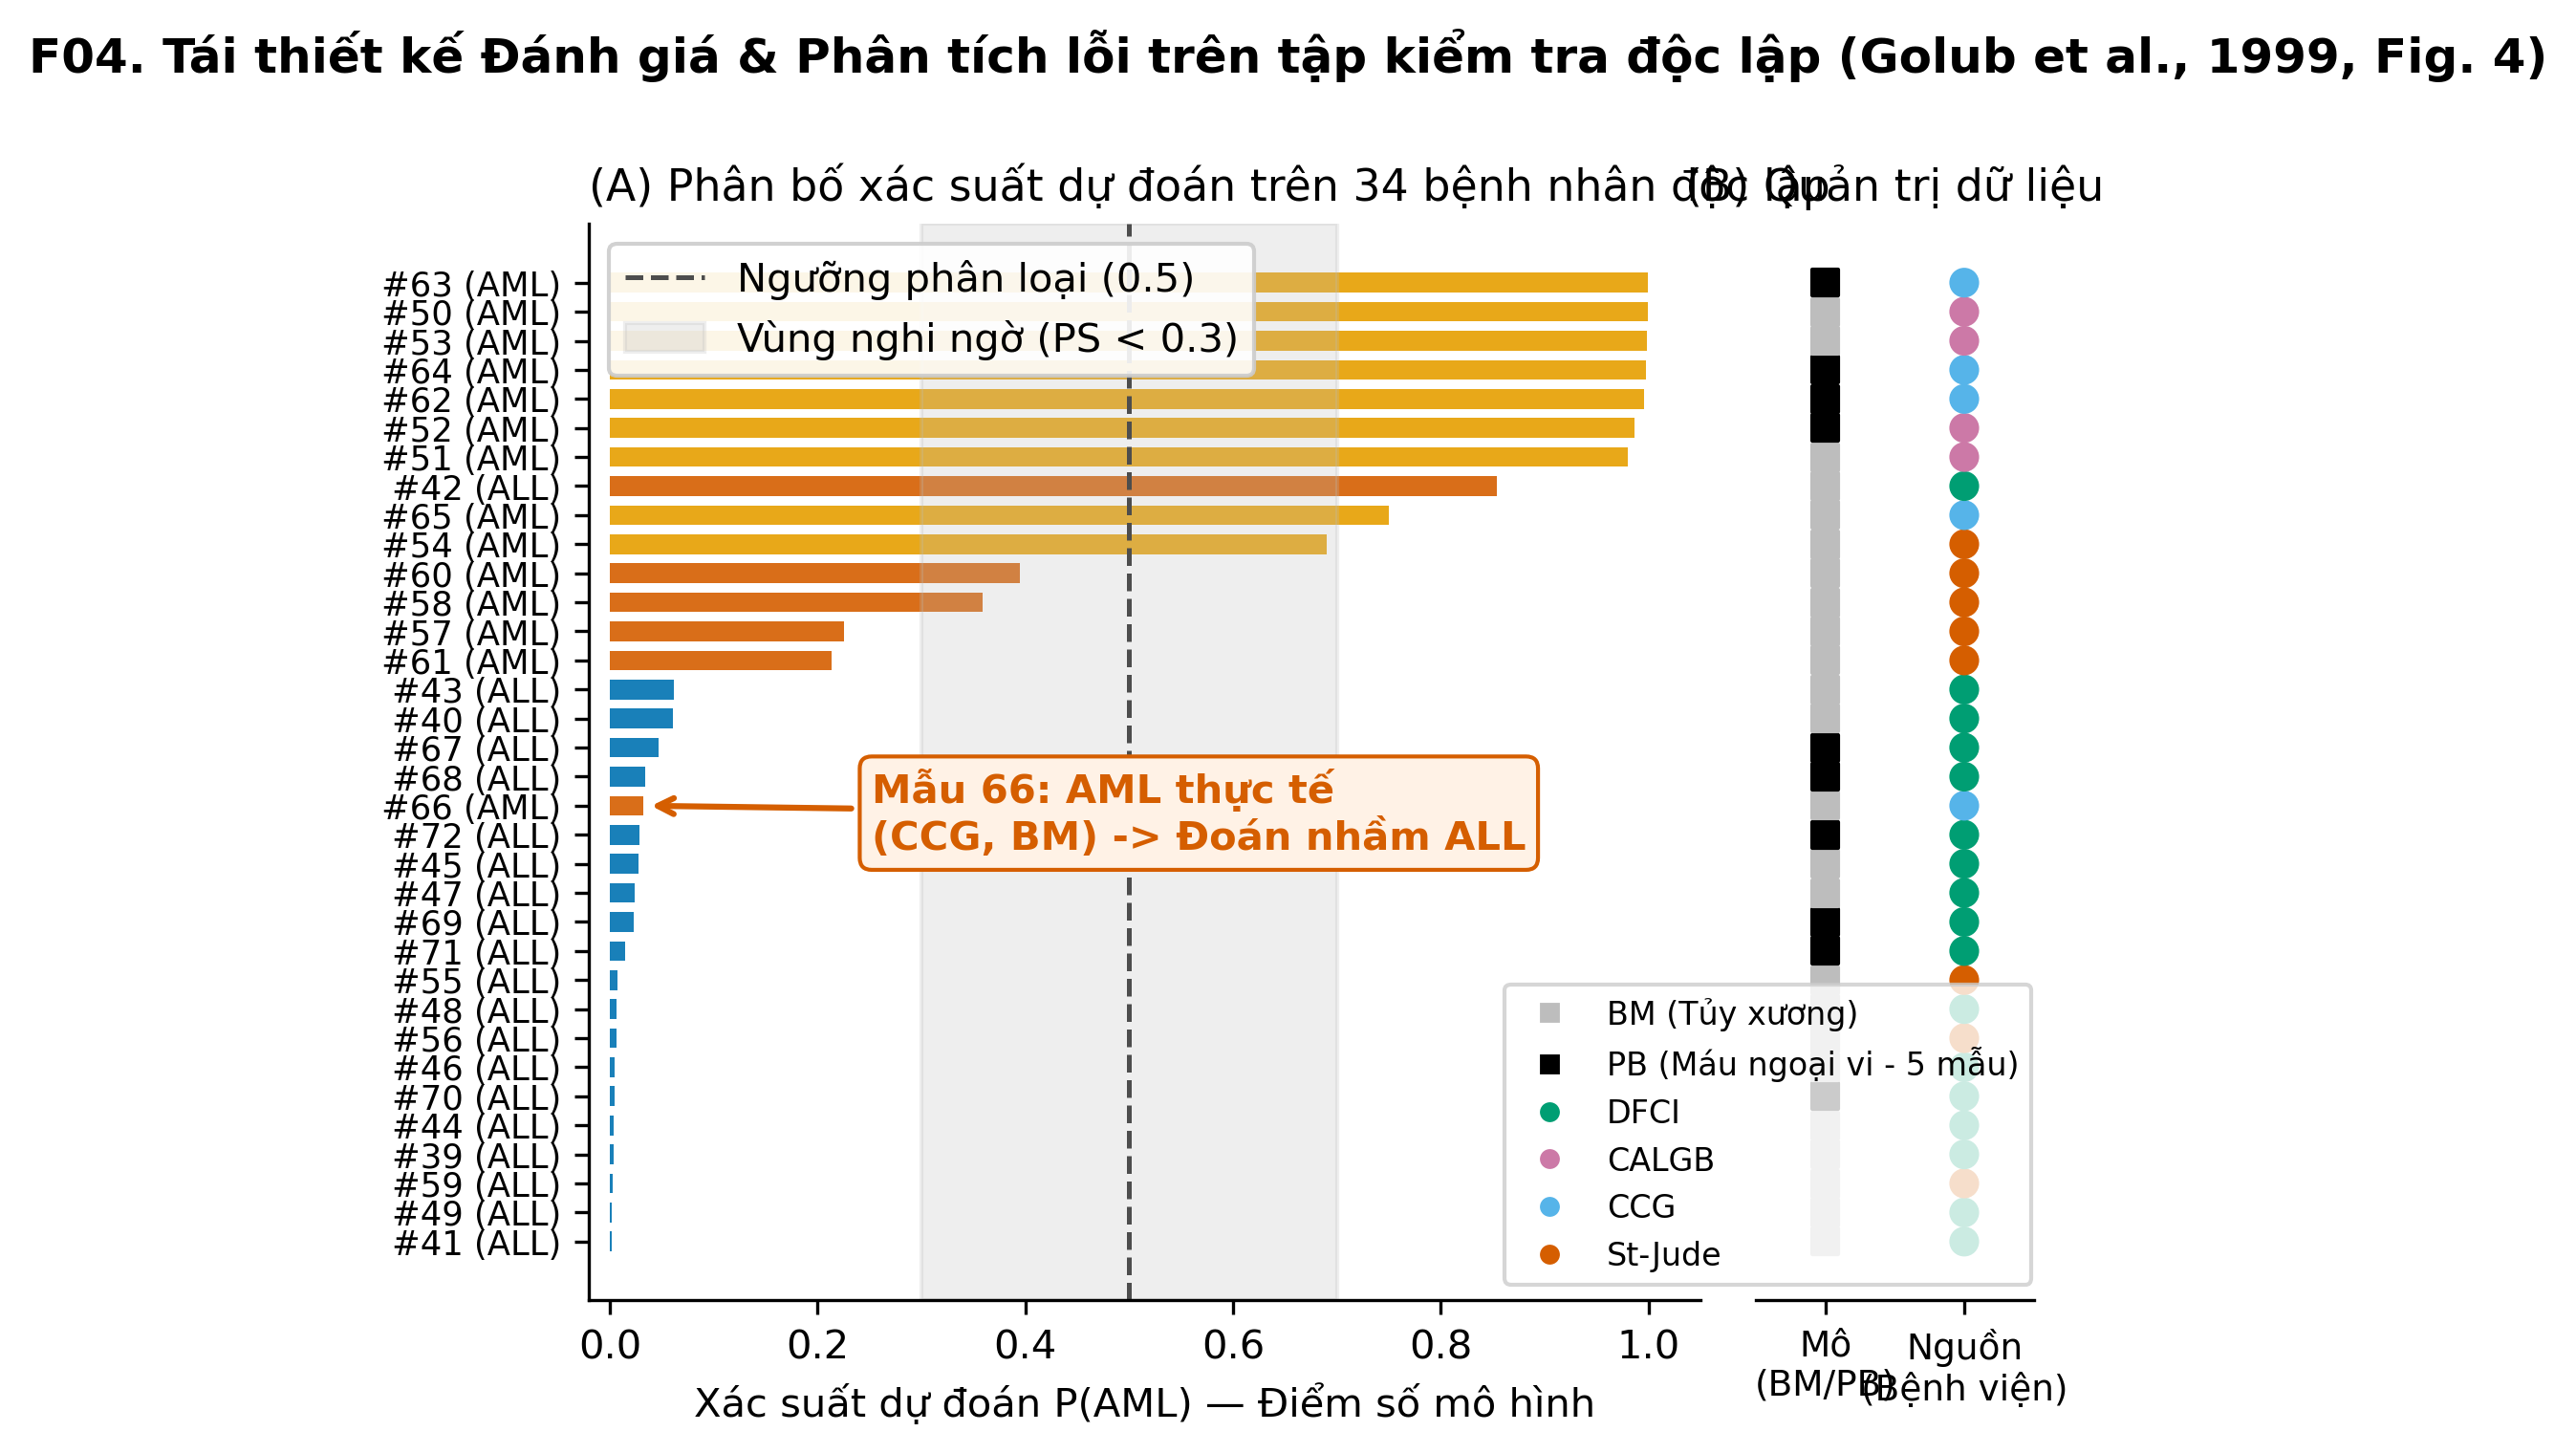 F04. Tái thiết kế Đánh giá & Phân tích lỗi trên tập kiểm tra độc lập (Golub et al., 1999, Fig. 4)
(A) Phân bố xác suất dự đoán trên 34 bệnh nhân độc lập
(B) Quản trị dữ liệu
Ngưỡng phân loại (0.5)
Vùng nghi ngờ (PS < 0.3)
#63 (AML)
#50 (AML)
#53 (AML)
#64 (AML)
#62 (AML)
#52 (AML)
#51 (AML)
#42 (ALL)
#65 (AML)
#54 (AML)
#60 (AML)
#58 (AML)
#57 (AML)
#61 (AML)
#43 (ALL)
#40 (ALL)
#67 (ALL)
#68 (ALL)
#66 (AML)
#72 (ALL)
#45 (ALL)
#47 (ALL)
#69 (ALL)
#71 (ALL)
#55 (ALL)
#48 (ALL)
#56 (ALL)
#46 (ALL)
#70 (ALL)
#44 (ALL)
#39 (ALL)
#59 (ALL)
#49 (ALL)
#41 (ALL)
Mẫu 66: AML thực tế
(CCG, BM) -> Đoán nhầm ALL
BM (Tủy xương)
PB (Máu ngoại vi - 5 mẫu)
DFCI
CALGB
CCG
St-Jude
0.0 0.2 0.4 0.6 0.8 1.0
Xác suất dự đoán P(AML) — Điểm số mô hình
Mô
(BM/PB)
Nguồn
(Bệnh viện)